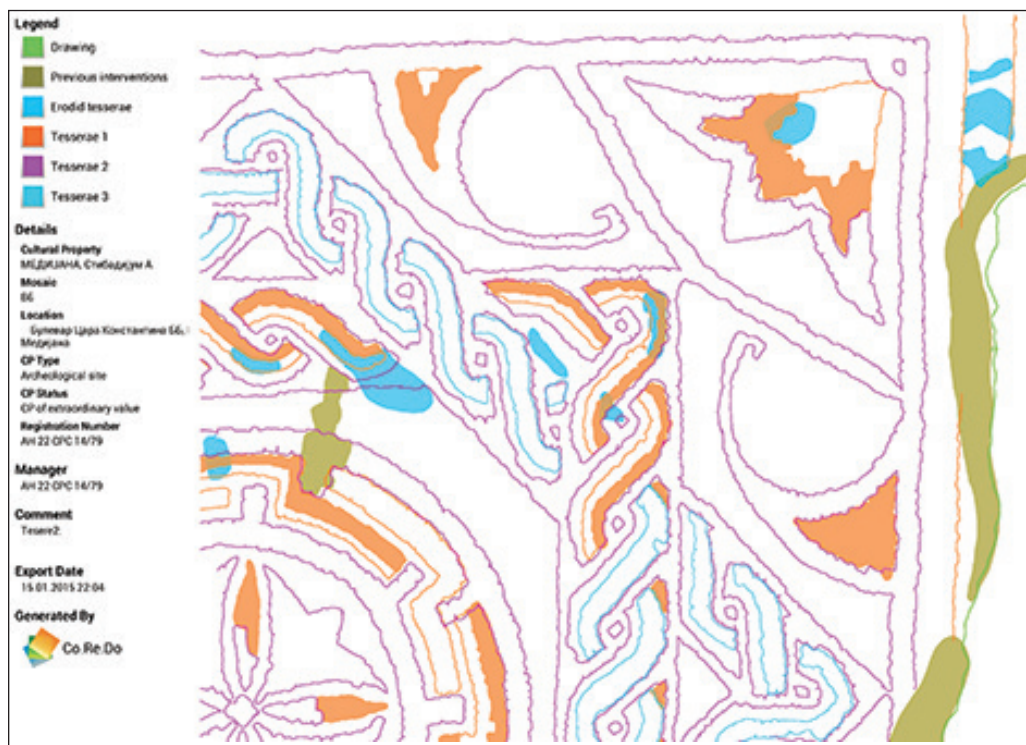 Legend
Drawing
Previous interventions
Erodid tesserae
Tesserae 1
Tesserae 2
Tesserae 3
Details
Cultural Property
МЕДИЈАНА, Стибадијум А
Mosaic
Б6
Location
Булевар Цара Константина ББ,
Медијана
CP Type
Archeological site
CP Status
CP of extraordinary value
Registration Number
АН 22 СРС 14/79
Manager
АН 22 СРС 14/79
Comment
Tesere2
Export Date
15.01.2015 22:04
Generated By
Co.Re.Do